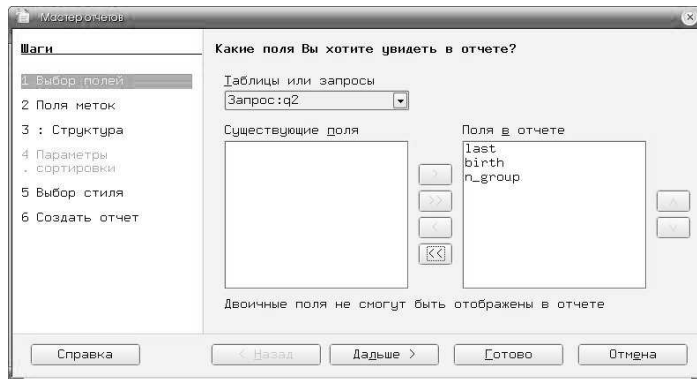 Мастер отчетов
Шаги
1 Выбор полей
2 Поля меток
3 : Структура
4 Параметры
. сортировки
5 Выбор стиля
6 Создать отчет
Какие поля Вы хотите увидеть в отчете?
Таблицы или запросы
Запрос:q2
Существующие поля
Поля в отчете
last
birth
n_group
>
>>
<
<<
Двоичные поля не смогут быть отображены в отчете
Справка
< Назад
Дальше >
Готово
Отмена